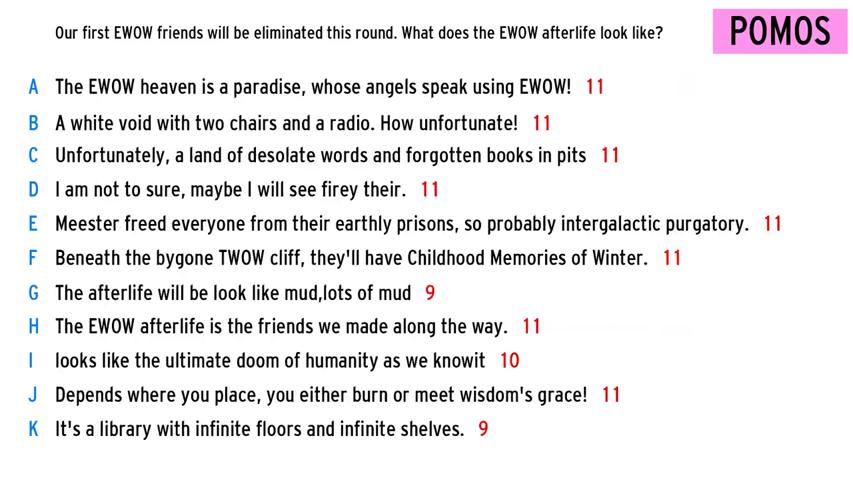 Our first EWOW friends will be eliminated this round. What does the EWOW afterlife look like?
POMOS
A The EWOW heaven is a paradise, whose angels speak using EWOW! 11
B A white void with two chairs and a radio. How unfortunate! 11
C Unfortunately, a land of desolate words and forgotten books in pits 11
D I am not to sure, maybe I will see firey their. 11
E Meester freed everyone from their earthly prisons, so probably intergalactic purgatory. 11
F Beneath the bygone TWOW cliff, they'll have Childhood Memories of Winter. 11
G The afterlife will be look like mud,lots of mud 9
H The EWOW afterlife is the friends we made along the way. 11
I looks like the ultimate doom of humanity as we knowit 10
J Depends where you place, you either burn or meet wisdom's grace! 11
K It's a library with infinite floors and infinite shelves. 9